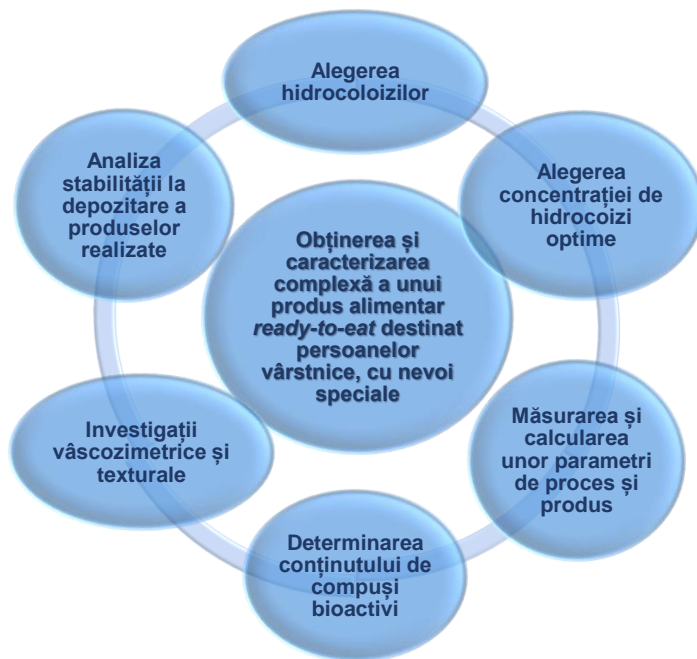 Alegerea
hidrocoloizilor
Alegerea
concentrației de
hidrocoizi
optime
Măsurarea și
calcularea
unor parametri
de proces și
produs
Determinarea
conținutului de
compuși
bioactivi
Investigații
vâscozimetrice și
texturale
Analiza
stabilității la
depozitare a
produselor
realizate
Obținerea și
caracterizarea
complexă a unui
produs alimentar
ready-to-eat destinat
persoanelor
vârstnice, cu nevoi
speciale